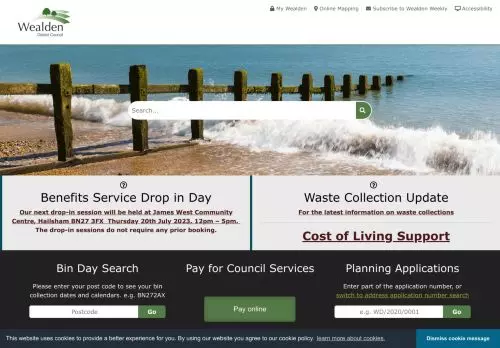 Wealden
District Council
My Wealden
Online Mapping
Subscribe to Wealden Weekly
Accessibility
Search...
Benefits Service Drop in Day
Our next drop-in session will be held at James West Community
Centre, Hailsham BN27 3FX  Thursday 20th July 2023, 12pm – 5pm.
The drop-in sessions do not require any prior booking.
Waste Collection Update
For the latest information on waste collections
Cost of Living Support
Bin Day Search
Please enter your post code to see your bin
collection dates and calendars. e.g. BN272AX
Postcode
Go
Pay for Council Services
Pay online
Planning Applications
Enter part of the application number, or
switch to address application number search
e.g. WD/2020/0001
Go
This website uses cookies to provide a better experience for you. By using our website you agree to our cookie policy. learn more about cookies.
Dismiss cookie message